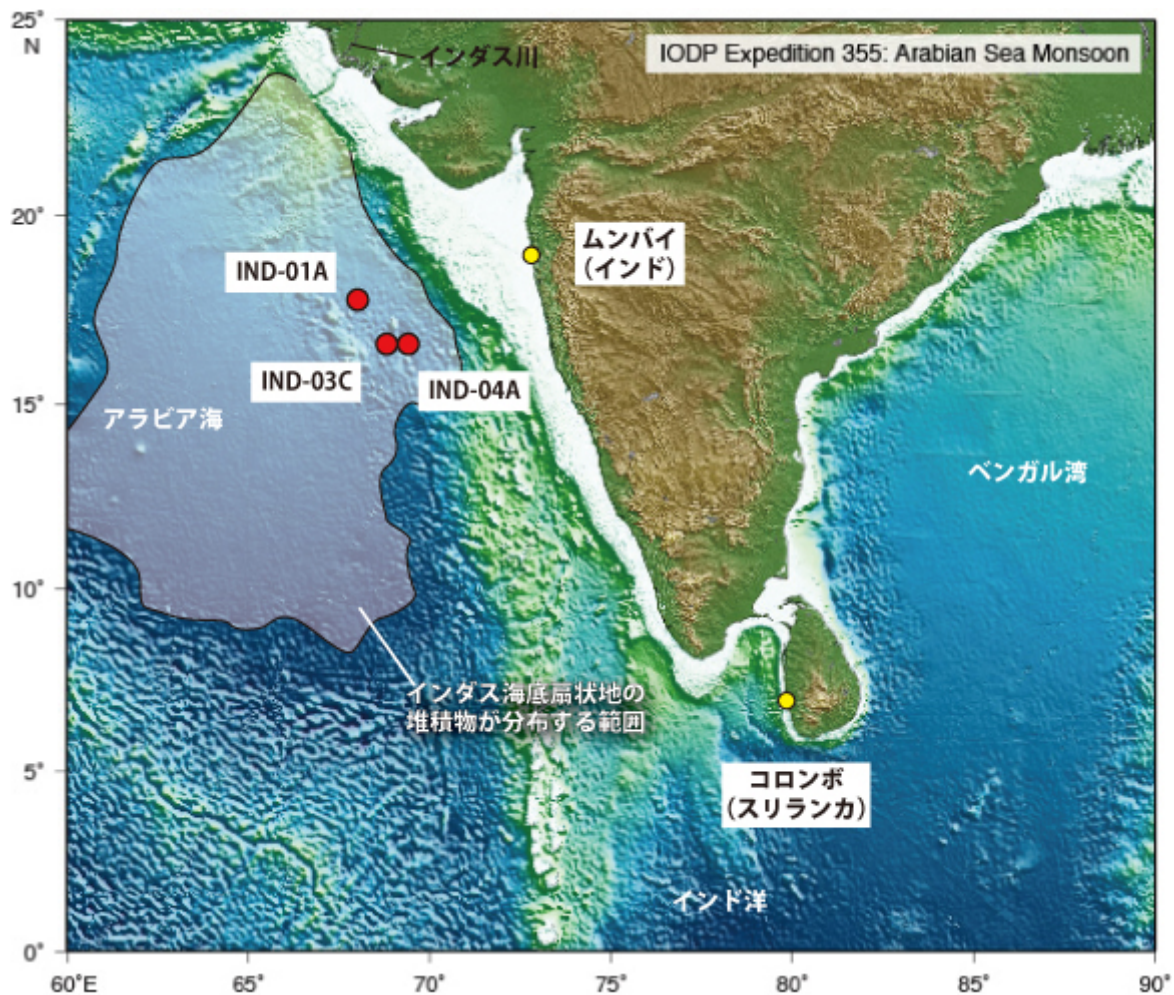 25°
N
インダス川
IODP Expedition 355: Arabian Sea Monsoon
20°
ムンバイ
（インド）
IND-01A
IND-03C
IND-04A
15°
アラビア海
ベンガル湾
10°
インダス海底扇状地の
堆積物が分布する範囲
5°
コロンボ
（スリランカ）
インド洋
0°
60°E
65°
70°
75°
80°
85°
90°